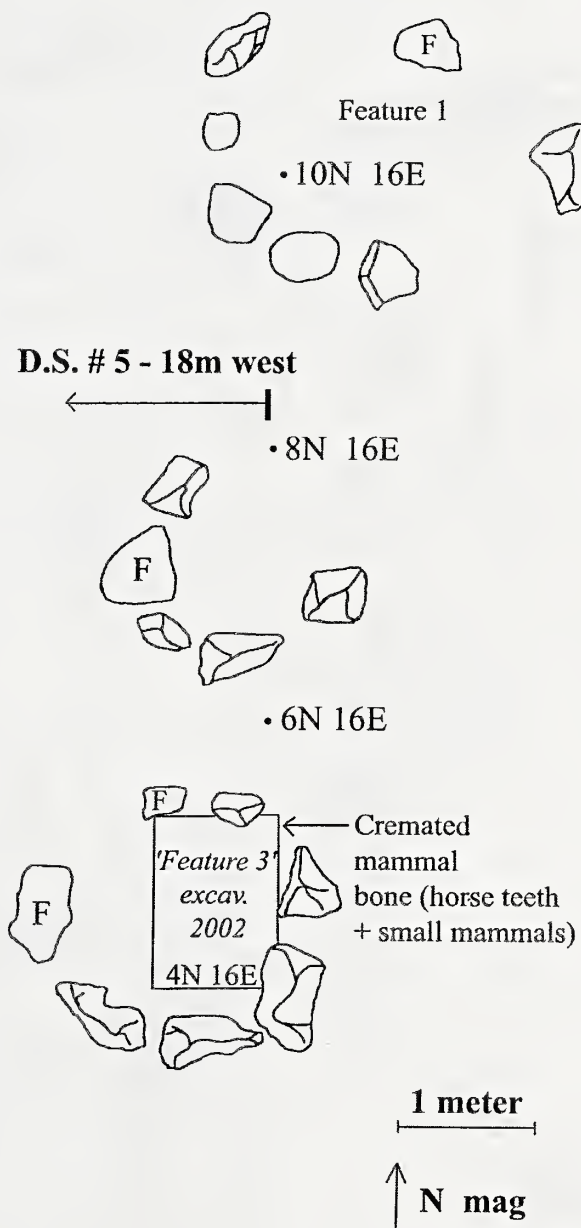 F
Feature 1
• 10N 16E
D.S. # 5 - 18m west
• 8N 16E
F
• 6N 16E
F
'Feature 3'
excav.
2002
4N 16E
Cremated
mammal
bone (horse teeth
+ small mammals)
F
1 meter
N mag